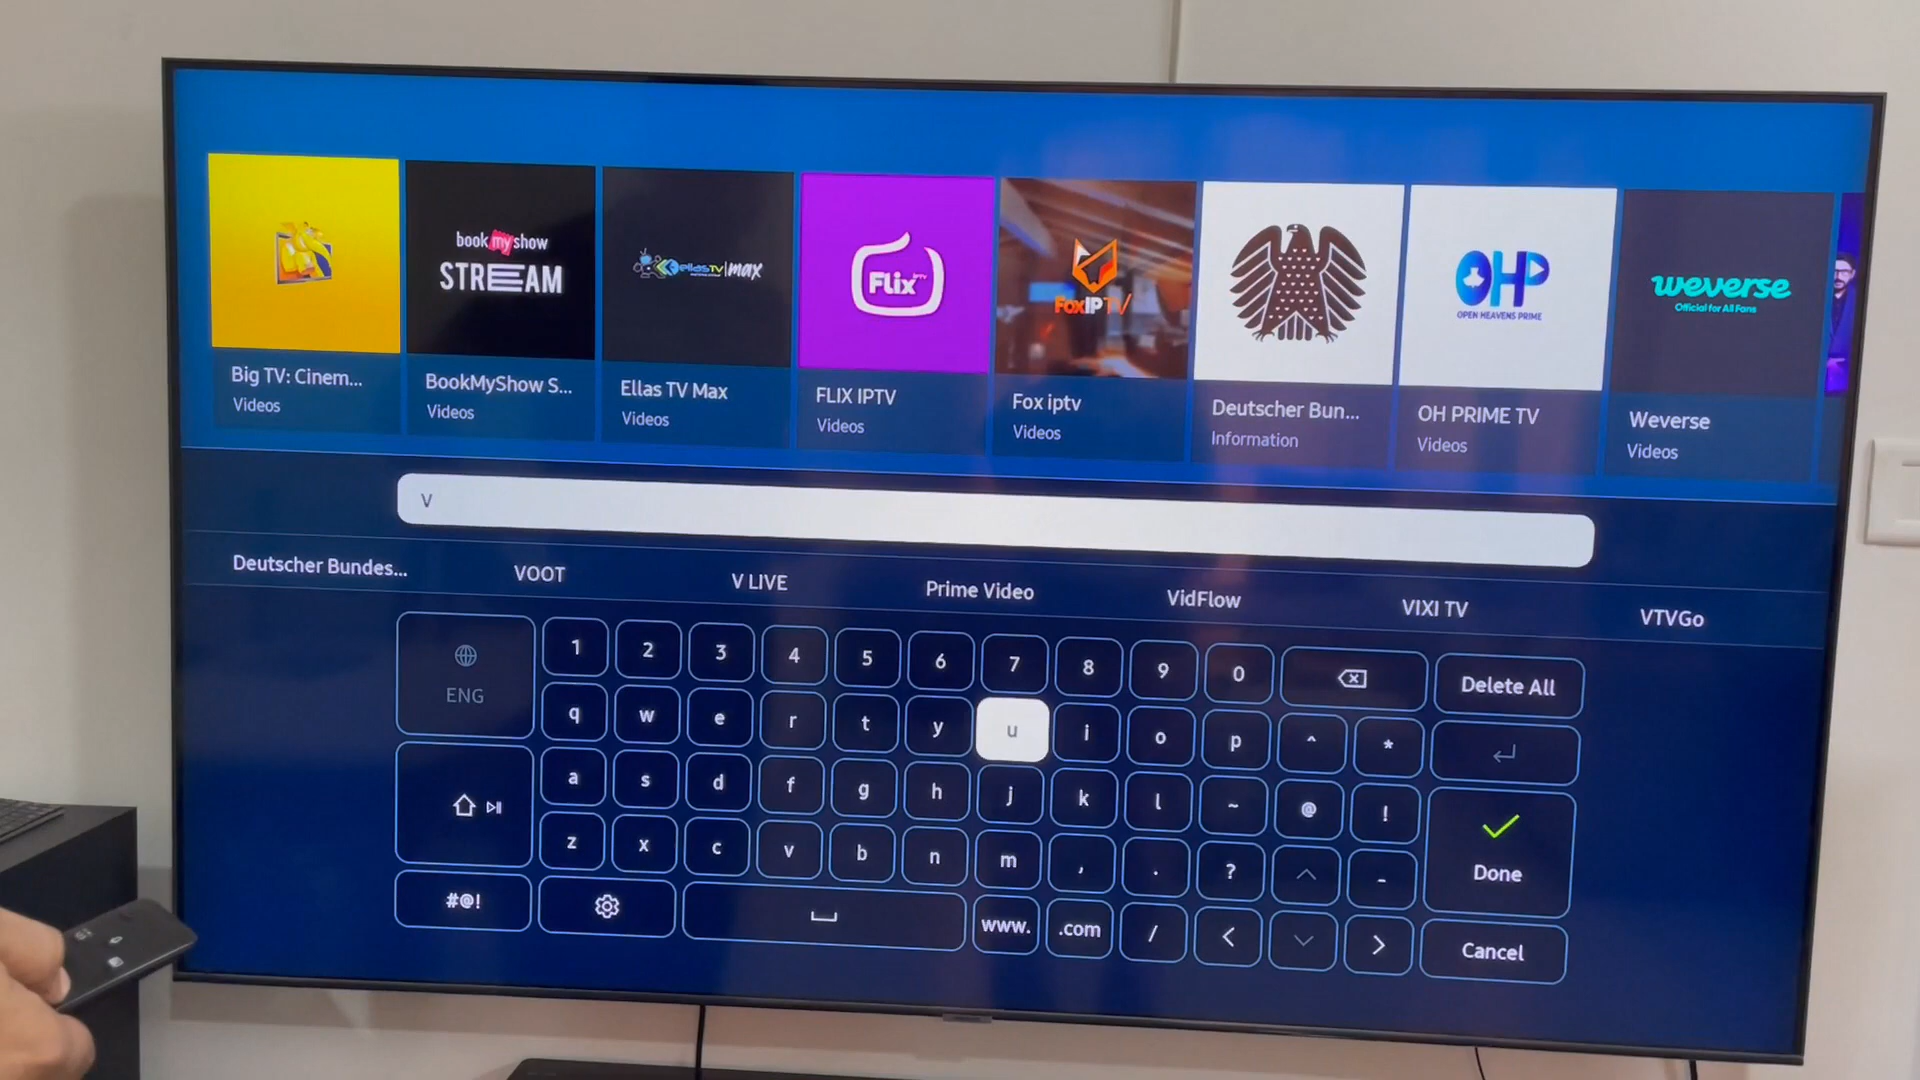 book my show
STREAM
ellasTV|max
Flix IPTV
FoxIPTV
OHP
OPEN HEAVENS PRIME
weverse
Official for All Fans
Big TV: Cinem...
Videos
BookMyShow S...
Videos
Ellas TV Max
Videos
FLIX IPTV
Videos
Fox iptv
Videos
Deutscher Bun...
Information
OH PRIME TV
Videos
Weverse
Videos
V
Deutscher Bundes... VOOT V LIVE Prime Video VidFlow VIXI TV VTVGo
ENG
1 2 3 4 5 6 7 8 9 0 Delete All
q w e r t y u i o p ^ *
a s d f g h j k l ~ @ !
z x c v b n m , . ? - Done
#@! www. .com / < > Cancel